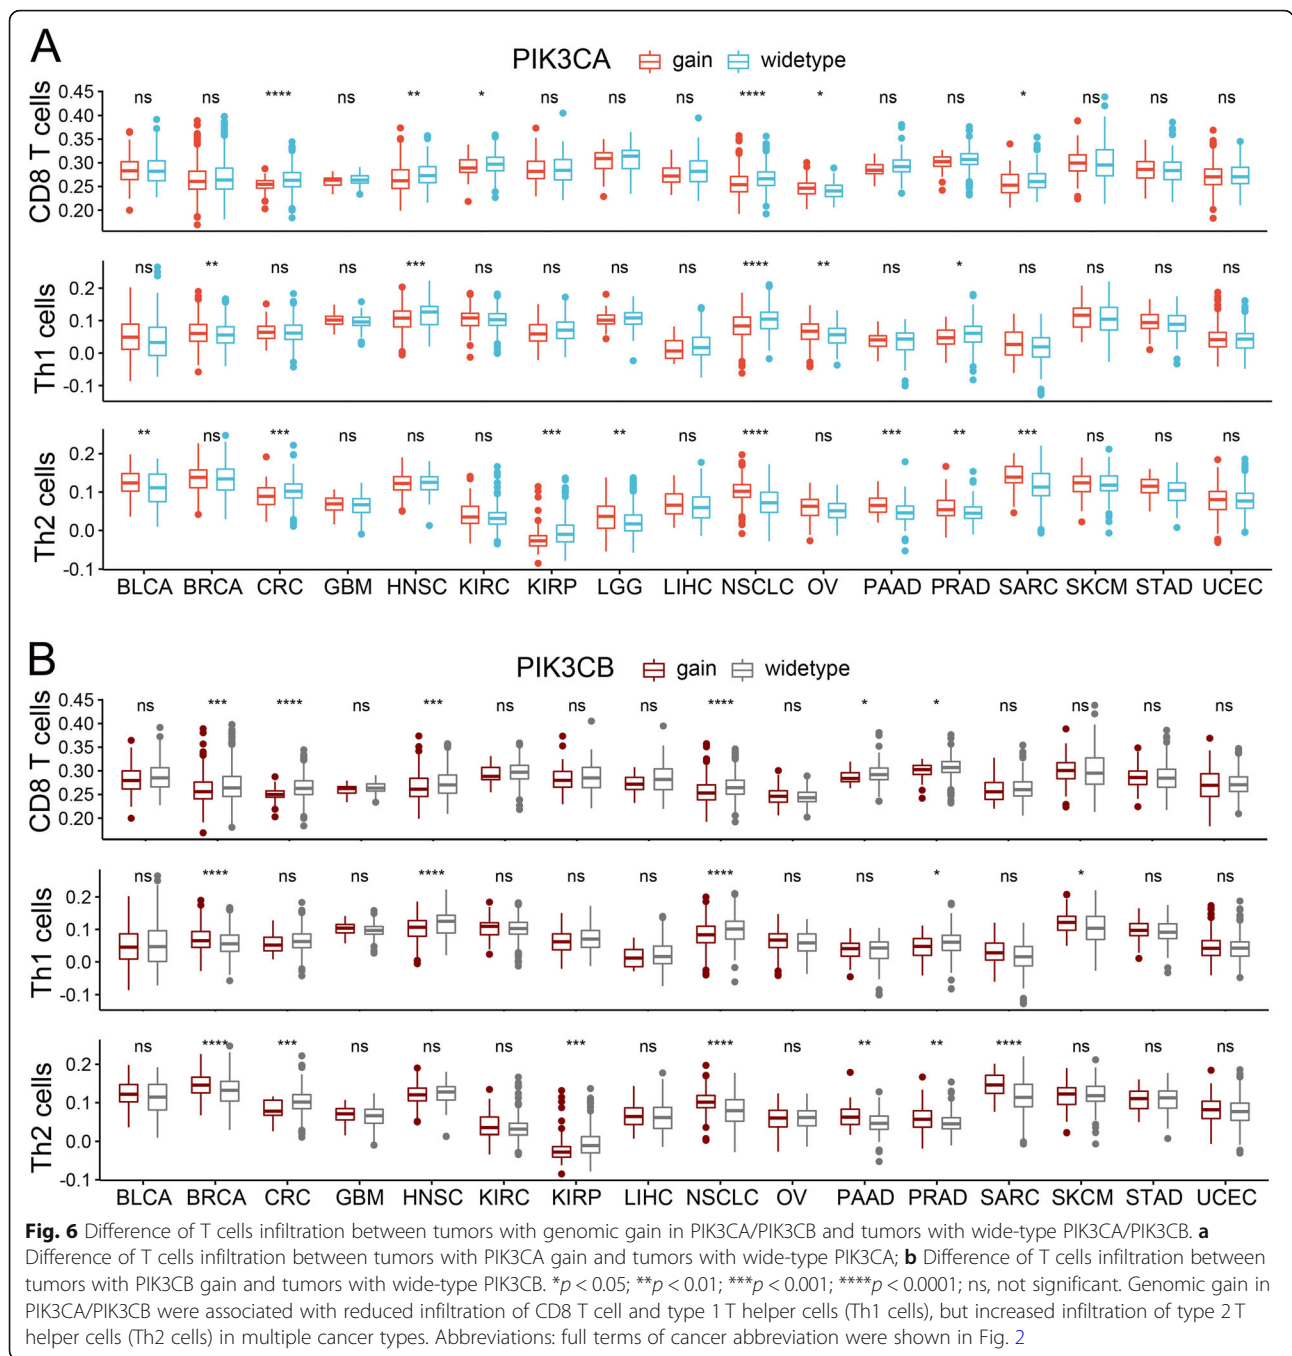 A
PIK3CA gain widetype
CD8 T cells
ns ns **** ns ** * ns ns ns **** * ns ns * ns ns ns
0.45
0.40
0.35
0.30
0.25
0.20
Th1 cells
ns ** ns ns *** ns ns ns ns **** ** ns * ns ns ns ns
0.2
0.1
0.0
-0.1
Th2 cells
** ns *** ns ns ns *** ** ns **** ns *** ** *** ns ns ns
0.2
0.1
0.0
-0.1
BLCA BRCA CRC GBM HNSC KIRC KIRP LGG LIHC NSCLC OV PAAD PRAD SARC SKCM STAD UCEC
B
PIK3CB gain widetype
CD8 T cells
ns *** **** ns *** ns ns ns **** ns * * ns ns ns ns
0.45
0.40
0.35
0.30
0.25
0.20
Th1 cells
ns **** ns ns **** ns ns ns **** ns ns * ns * ns ns
0.2
0.1
0.0
-0.1
Th2 cells
ns **** *** ns ns ns *** ns **** ns ** ** **** ns ns ns
0.2
0.1
0.0
-0.1
BLCA BRCA CRC GBM HNSC KIRC KIRP LIHC NSCLC OV PAAD PRAD SARC SKCM STAD UCEC
Fig. 6 Difference of T cells infiltration between tumors with genomic gain in PIK3CA/PIK3CB and tumors with wide-type PIK3CA/PIK3CB. a
Difference of T cells infiltration between tumors with PIK3CA gain and tumors with wide-type PIK3CA; b Difference of T cells infiltration between
tumors with PIK3CB gain and tumors with wide-type PIK3CB. *p < 0.05; **p < 0.01; ***p < 0.001; ****p < 0.0001; ns, not significant. Genomic gain in
PIK3CA/PIK3CB were associated with reduced infiltration of CD8 T cell and type 1 T helper cells (Th1 cells), but increased infiltration of type 2 T
helper cells (Th2 cells) in multiple cancer types. Abbreviations: full terms of cancer abbreviation were shown in Fig. 2